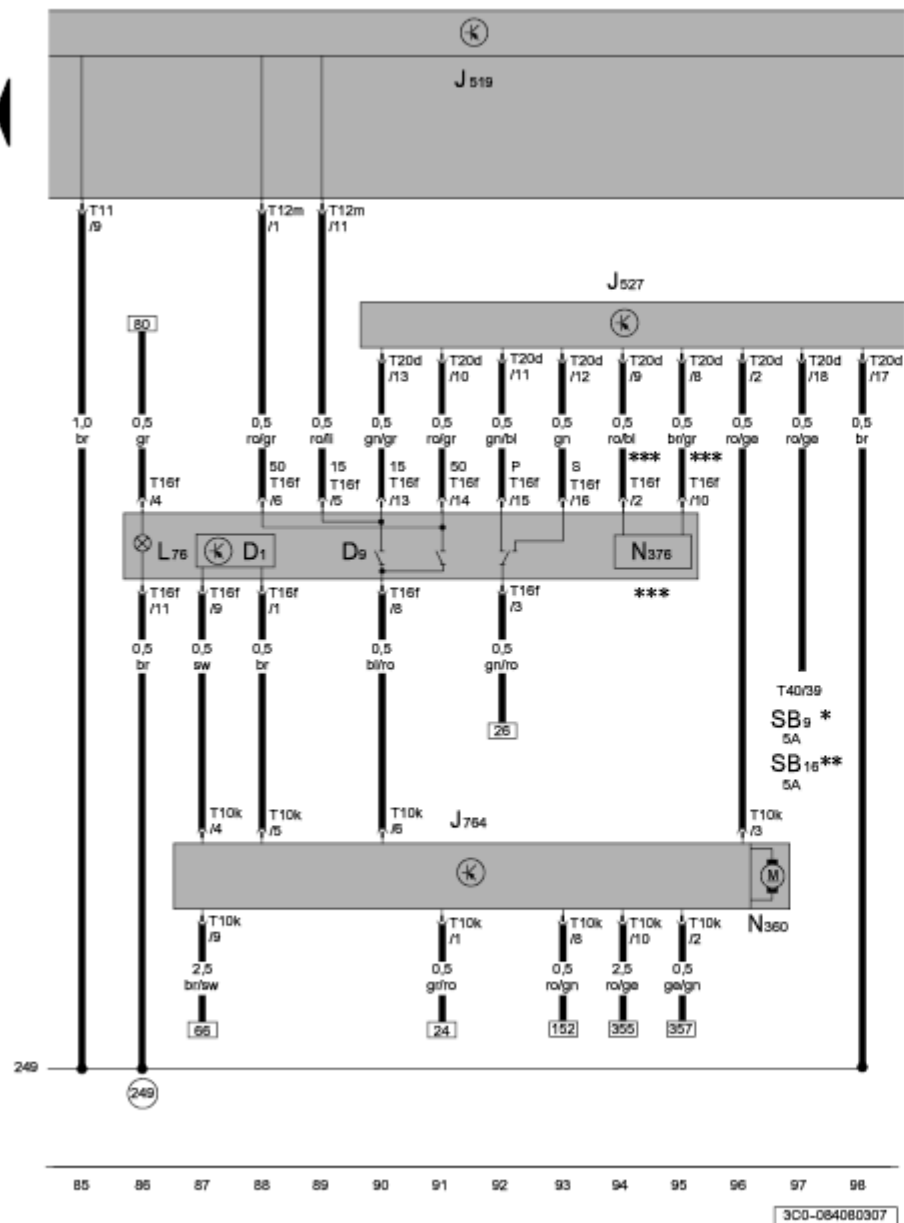 J 519
T11 T12m T12m
/9 /1 /11
J527
80
T20d T20d T20d T20d T20d T20d T20d T20d T20d
/13 /10 /11 /12 /9 /8 /2 /18 /17
1,0 0,5 0,5 0,5 0,5 0,5 0,5 0,5 0,5 0,5 0,5 0,5 0,5
br gr ro/gr ro/li gn/gr ro/gr gn/bl gn ro/bl br/gr ro/ge ro/ge br
*** ***
50 15 15 50 P S
T16f T16f T16f T16f T16f T16f T16f T16f T16f
/4 /6 /5 /13 /14 /15 /16 /2 /10
L76 D1 D9 N376
T16f T16f T16f T16f T16f ***
/11 /9 /1 /8 /3
0,5 0,5 0,5 0,5 0,5
br sw br bl/ro gn/ro
T40/39
26 SB9 *
5A
SB16**
5A
T10k T10k T10k J764 T10k
/4 /5 /6 /3
M
T10k T10k T10k T10k T10k N360
/9 /1 /8 /10 /2
2,5 0,5 0,5 2,5 0,5
br/sw gr/ro ro/gn ro/ge ge/gn
66 24 152 355 357
249
249
85 86 87 88 89 90 91 92 93 94 95 96 97 98
3C0-084080307